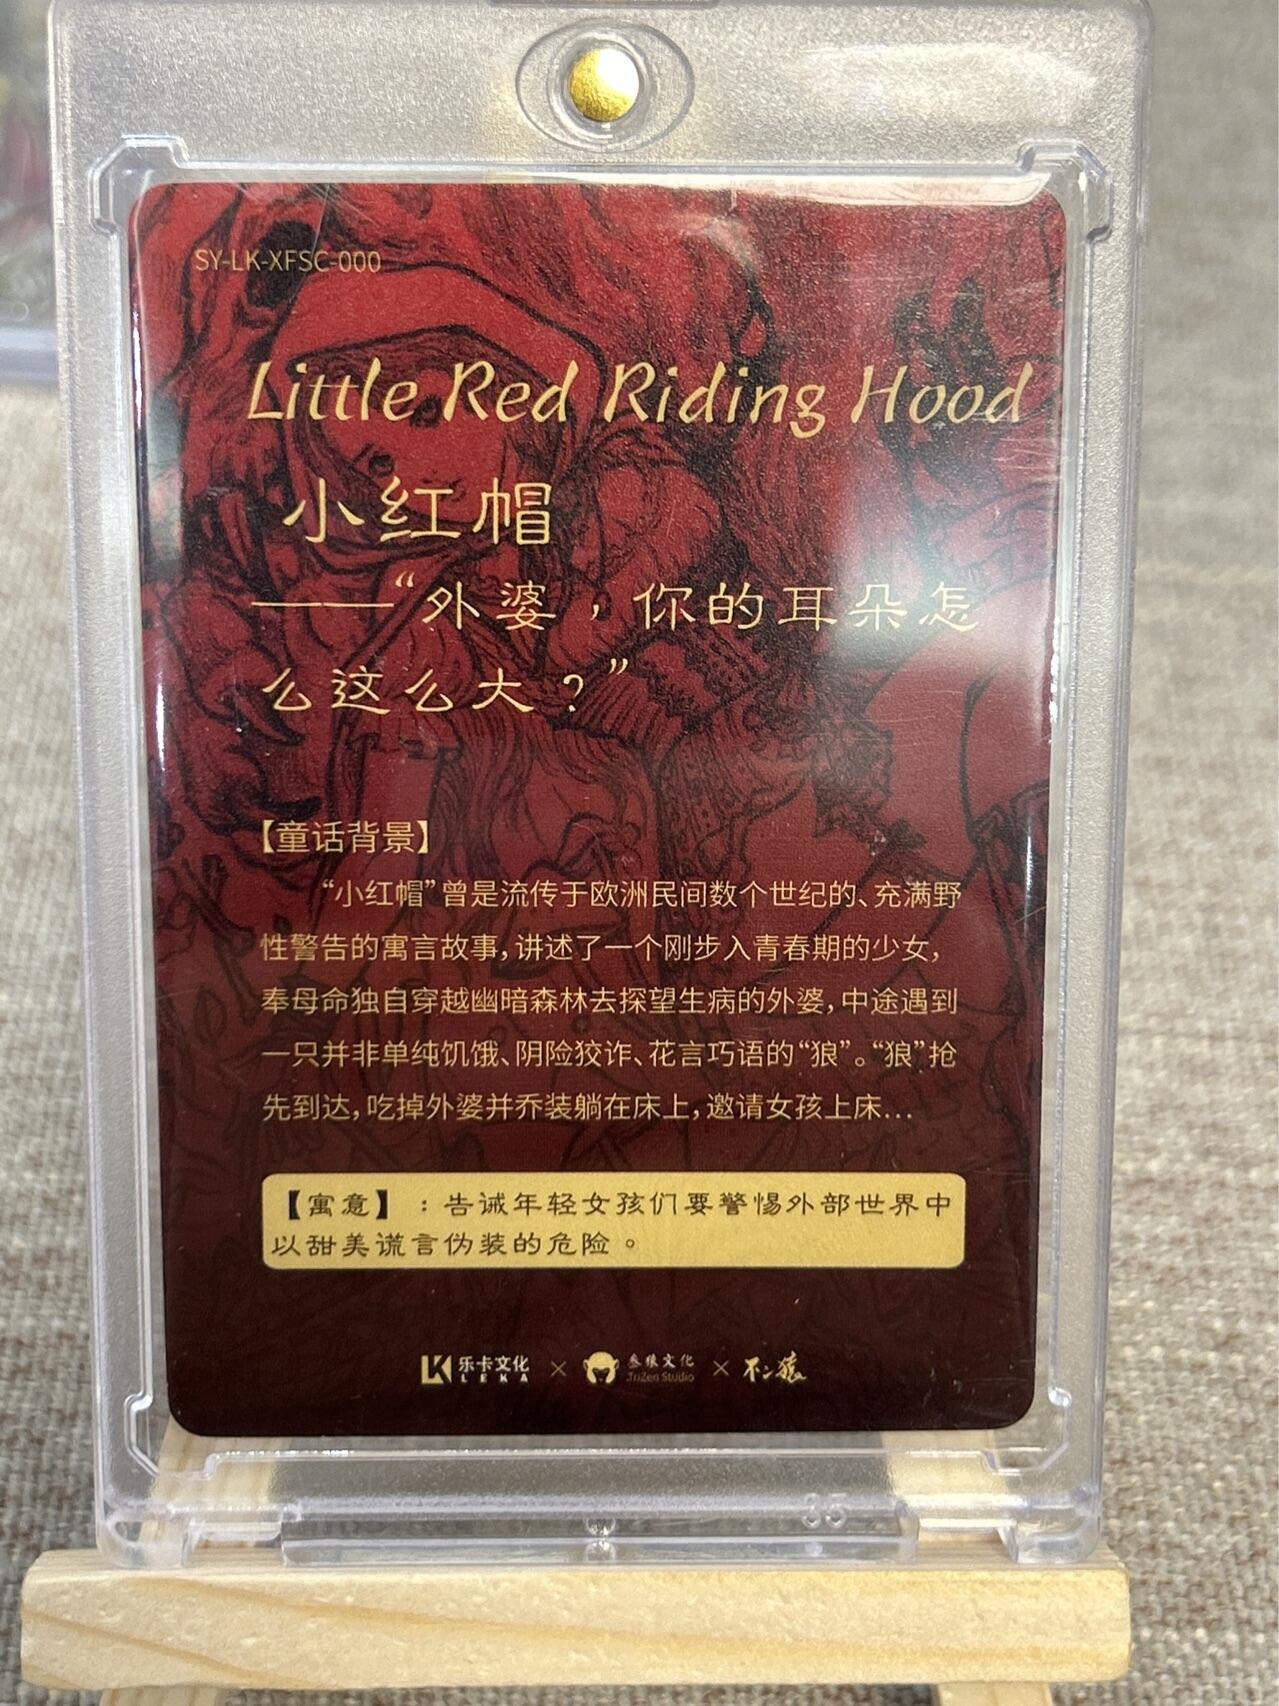 SY-LK-XFSC-000
Little Red Riding Hood
小红帽
——“外婆，你的耳朵怎
么这么大？”
【童话背景】
“小红帽”曾是流传于欧洲民间数个世纪的、充满野
性警告的寓言故事，讲述了一个刚步入青春期的少女，
奉母命独自穿越幽暗森林去探望生病的外婆，中途遇到
一只并非单纯饥饿、阴险狡诈、花言巧语的“狼”。“狼”抢
先到达，吃掉外婆并乔装躺在床上，邀请女孩上床...
【寓意】：告诫年轻女孩们要警惕外部世界中
以甜美谎言伪装的危险。
LK 乐卡文化 LEKA × 叁猿文化 TriZen Studio × 不二猿
35